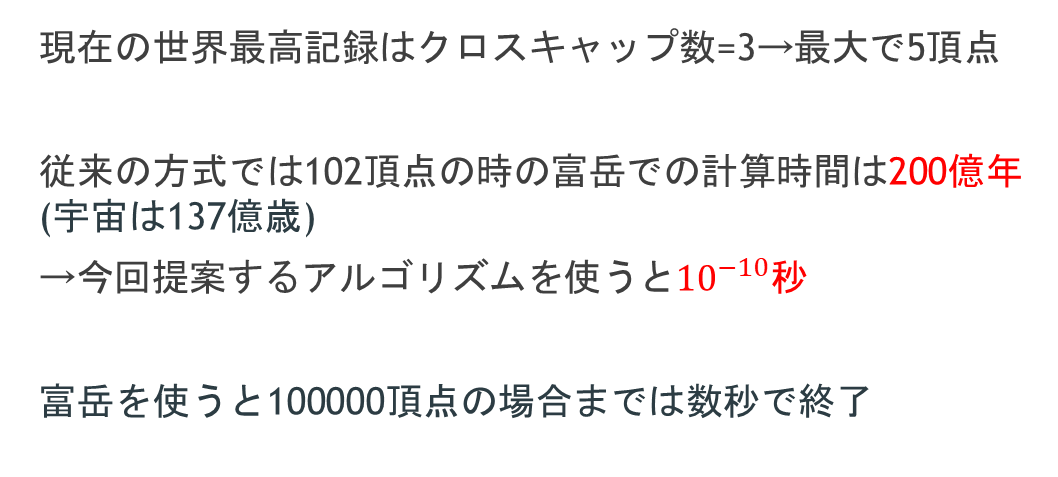 現在の世界最高記録はクロスキャップ数=3→最大で5頂点
従来の方式では102頂点の時の富岳での計算時間は200億年
(宇宙は137億歳)
→今回提案するアルゴリズムを使うと10⁻¹⁰秒
富岳を使うと100000頂点の場合までは数秒で終了